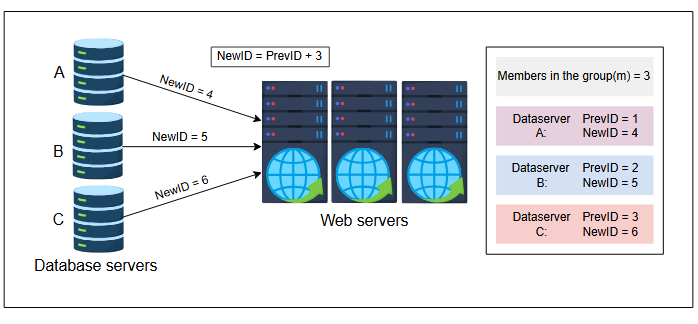 NewID = PrevID + 3
A
NewID = 4
B
NewID = 5
C
NewID = 6
Database servers
Web servers
Members in the group(m) = 3
Dataserver PrevID = 1
A: NewID = 4
Dataserver PrevID = 2
B: NewID = 5
Dataserver PrevID = 3
C: NewID = 6